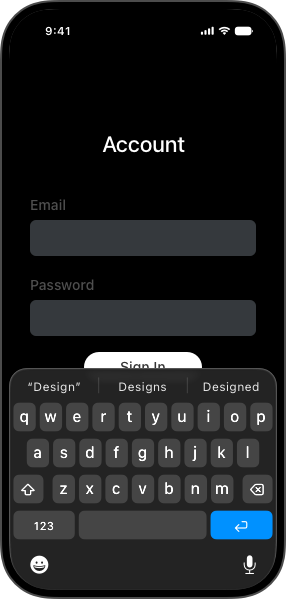 9:41
Account
Email
Password
Sign In
“Design” Designs Designed
q w e r t y u i o p
a s d f g h j k l
z x c v b n m
123